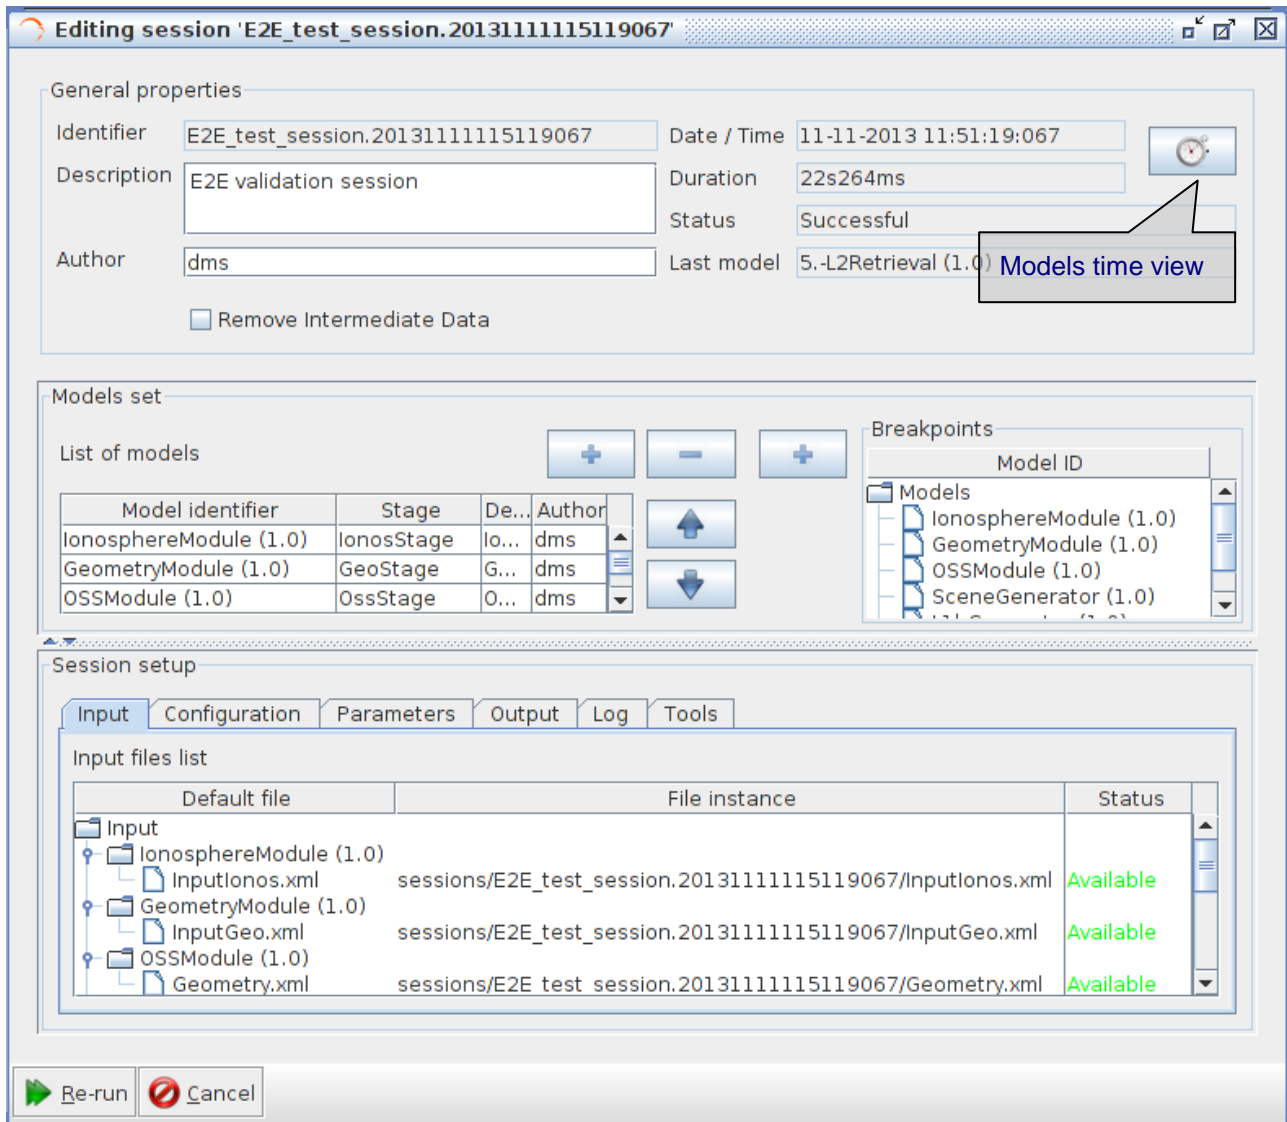 Editing session 'E2E_test_session.20131111115119067'
General properties
Identifier E2E_test_session.20131111115119067 Date / Time 11-11-2013 11:51:19:067
Description E2E validation session Duration 22s264ms
Status Successful
Author dms Last model 5.-L2Retrieval (1.0)
Models time view
Remove Intermediate Data
Models set
List of models
Breakpoints
Model ID
Models
IonosphereModule (1.0)
GeometryModule (1.0)
OSSModule (1.0)
SceneGenerator (1.0)
Model identifier Stage De... Author
IonosphereModule (1.0) IonosStage Io... dms
GeometryModule (1.0) GeoStage G... dms
OSSModule (1.0) OssStage O... dms
Session setup
Input Configuration Parameters Output Log Tools
Input files list
Default file File instance Status
Input
IonosphereModule (1.0)
InputIonos.xml sessions/E2E_test_session.20131111115119067/InputIonos.xml Available
GeometryModule (1.0)
InputGeo.xml sessions/E2E_test_session.20131111115119067/InputGeo.xml Available
OSSModule (1.0)
Geometry.xml sessions/E2E_test_session.20131111115119067/Geometry.xml Available
Re-run Cancel